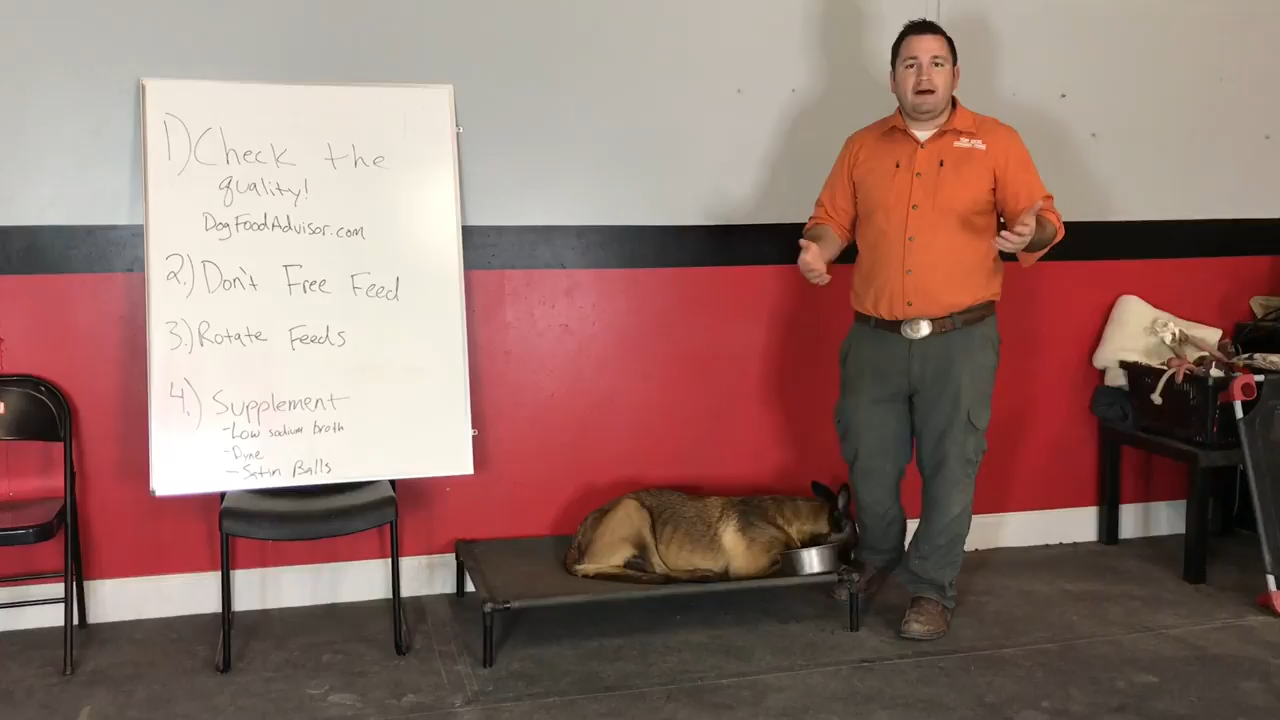 1) Check the
quality!
DogFoodAdvisor.com
2.) Don't Free Feed
3.) Rotate Feeds
4.) Supplement
-Low sodium broth
-Dyne
-Satin Balls